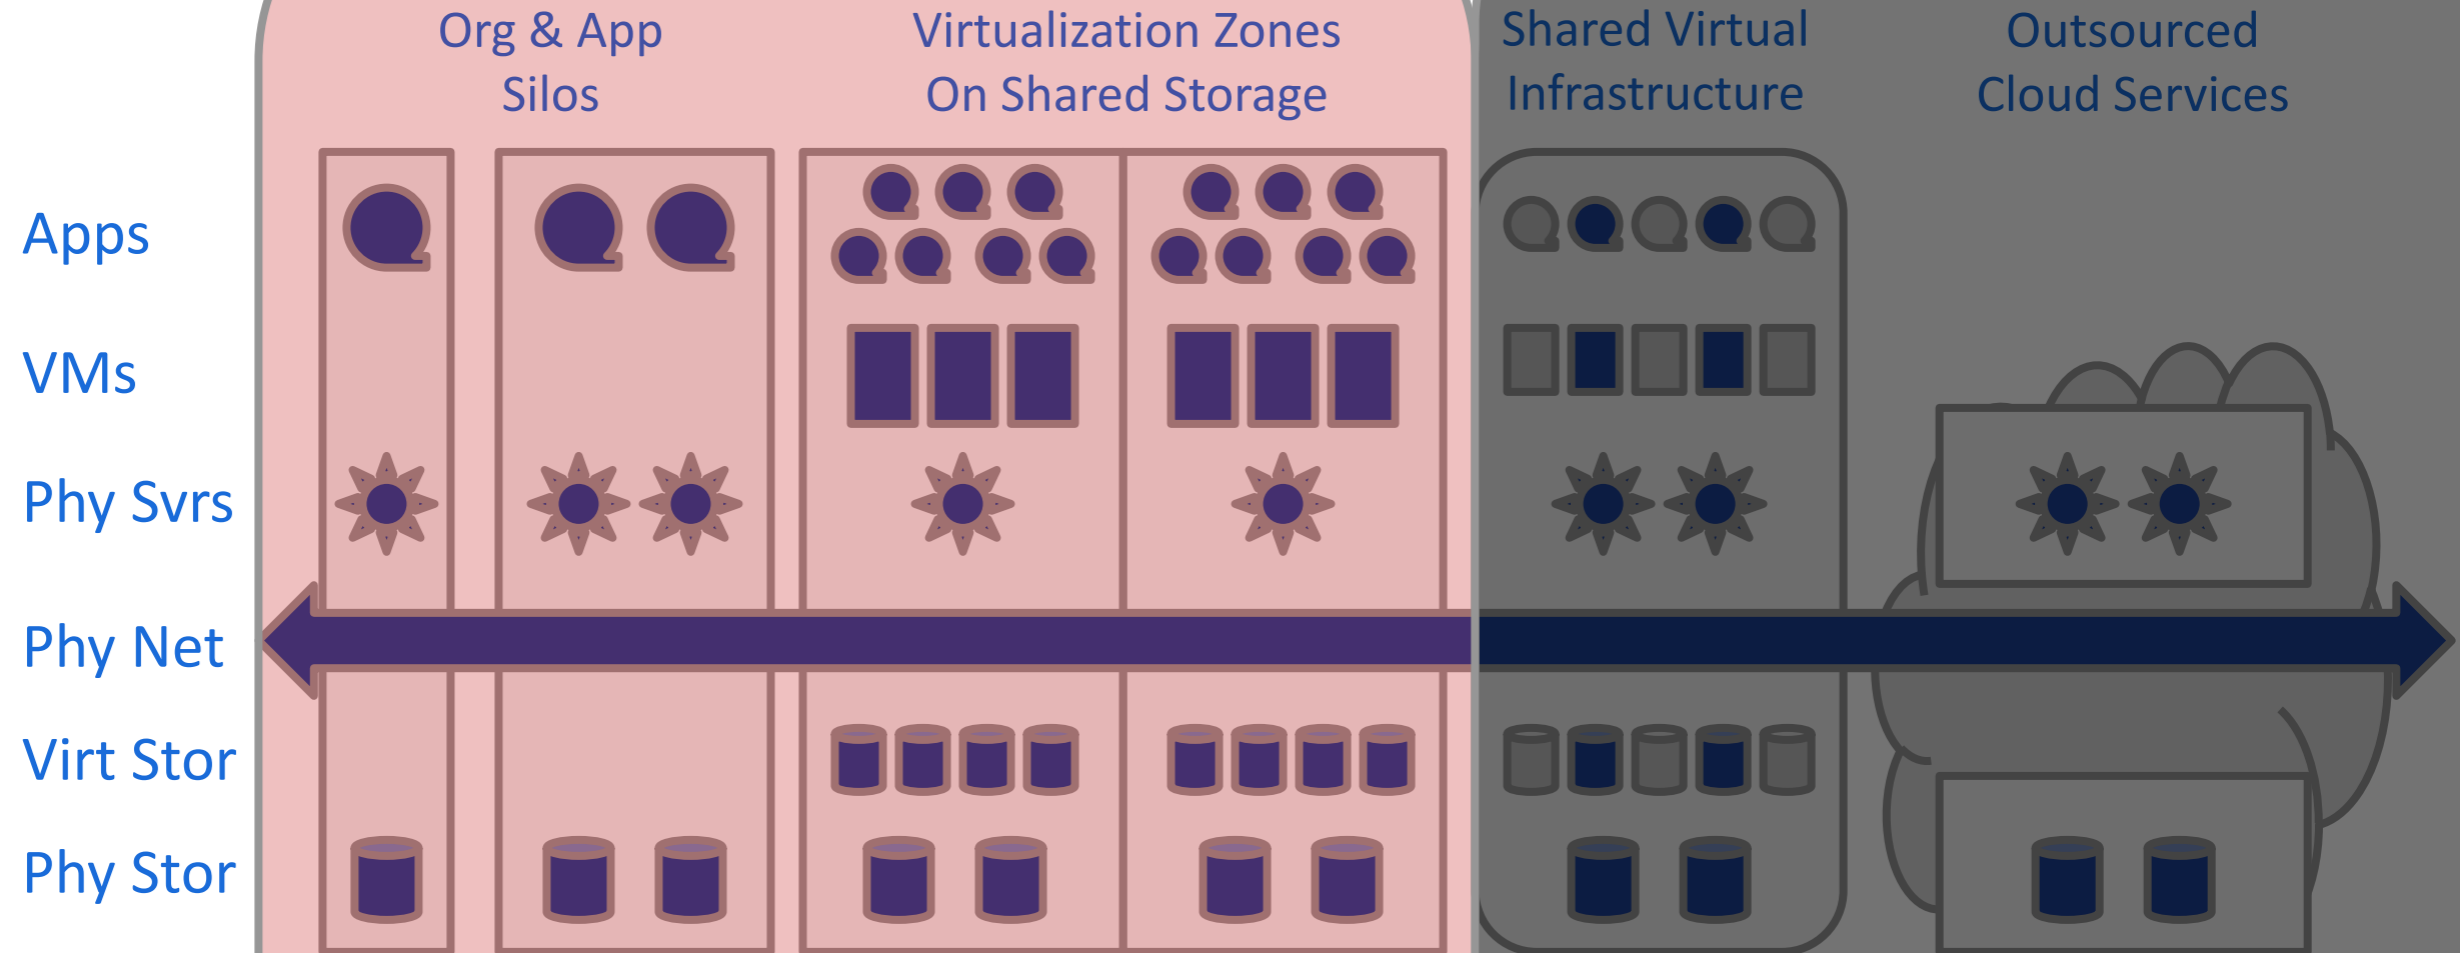 Org & App
Silos
Virtualization Zones
On Shared Storage
Shared Virtual
Infrastructure
Outsourced
Cloud Services
Apps
VMs
Phy Svrs
Phy Net
Virt Stor
Phy Stor